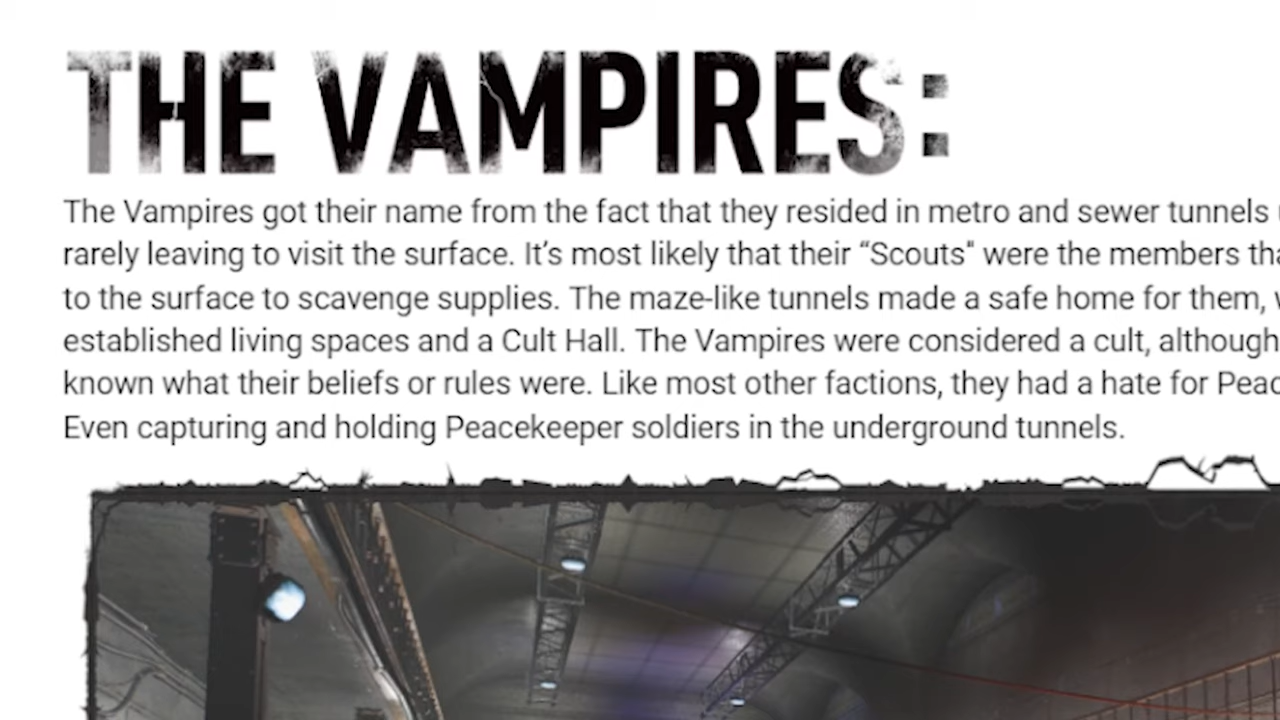 THE VAMPIRES:
The Vampires got their name from the fact that they resided in metro and sewer tunnels
rarely leaving to visit the surface. It’s most likely that their “Scouts" were the members
to the surface to scavenge supplies. The maze-like tunnels made a safe home for them,
established living spaces and a Cult Hall. The Vampires were considered a cult, although
known what their beliefs or rules were. Like most other factions, they had a hate for
Even capturing and holding Peacekeeper soldiers in the underground tunnels.